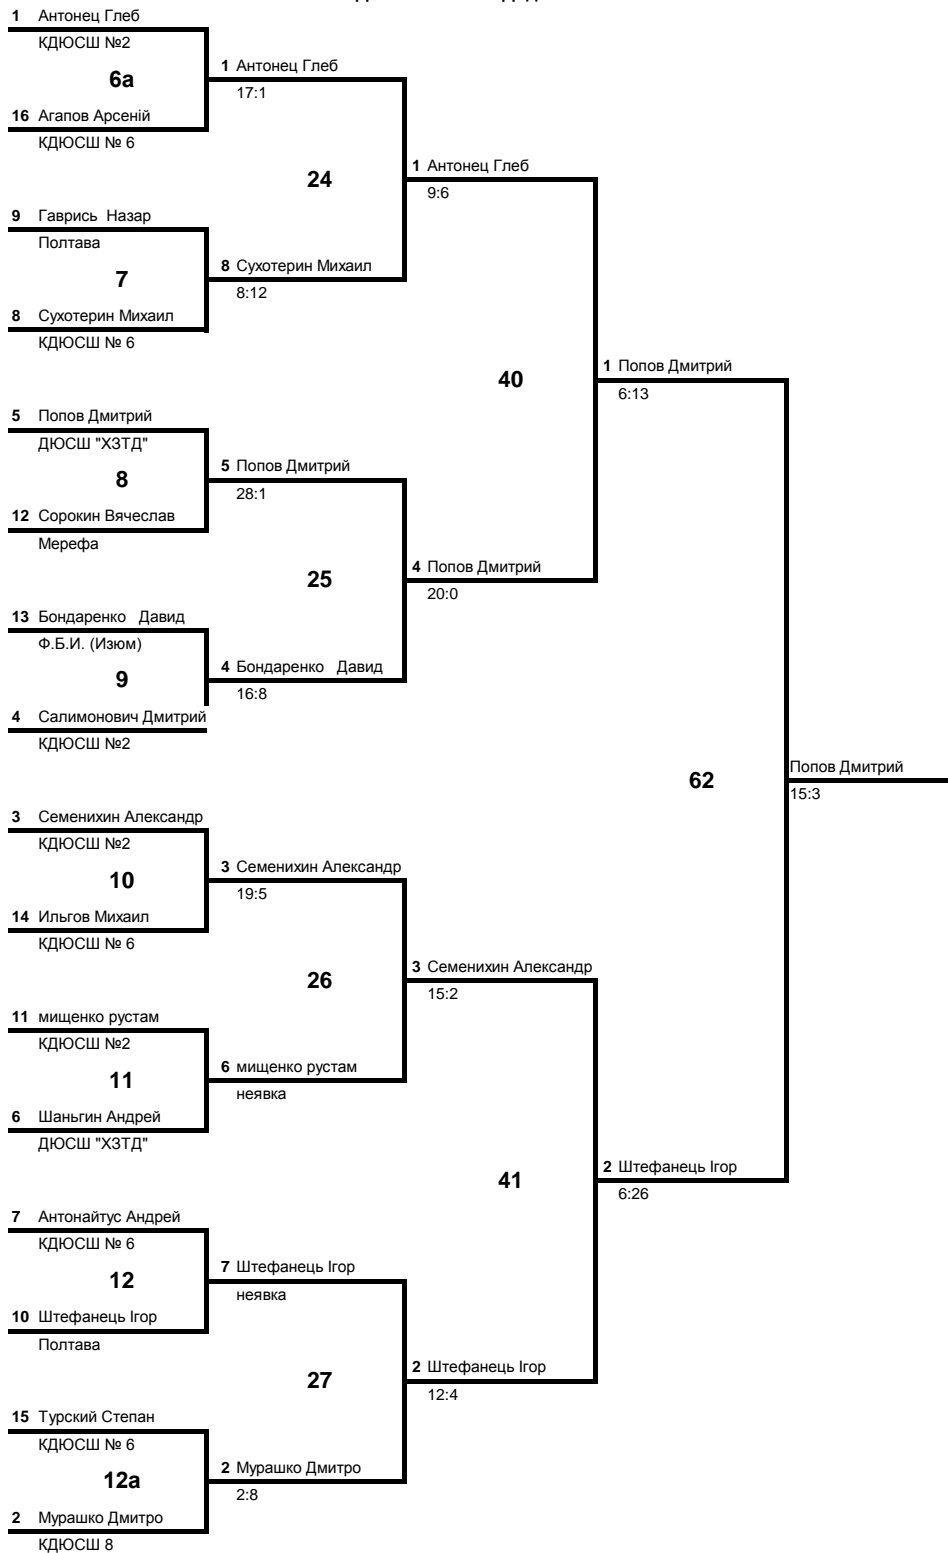 1 Антонец Глеб
КДЮСШ №2
6а
1 Антонец Глеб
17:1
16 Агапов Арсеній
КДЮСШ № 6
24
1 Антонец Глеб
9:6
9 Гаврись Назар
Полтава
7
8 Сухотерин Михаил
8:12
8 Сухотерин Михаил
КДЮСШ № 6
40
1 Попов Дмитрий
6:13
5 Попов Дмитрий
ДЮСШ "ХЗТД"
8
5 Попов Дмитрий
28:1
12 Сорокин Вячеслав
Мерефа
25
4 Попов Дмитрий
20:0
13 Бондаренко Давид
Ф.Б.И. (Изюм)
9
4 Бондаренко Давид
16:8
4 Салимонович Дмитрий
КДЮСШ №2
62
Попов Дмитрий
15:3
3 Семенихин Александр
КДЮСШ №2
10
3 Семенихин Александр
19:5
14 Ильгов Михаил
КДЮСШ № 6
26
3 Семенихин Александр
15:2
11 мищенко рустам
КДЮСШ №2
11
6 мищенко рустам
неявка
6 Шаньгин Андрей
ДЮСШ "ХЗТД"
41
2 Штефанець Ігор
6:26
7 Антонайтус Андрей
КДЮСШ № 6
12
7 Штефанець Ігор
неявка
10 Штефанець Ігор
Полтава
27
2 Штефанець Ігор
12:4
15 Турский Степан
КДЮСШ № 6
12а
2 Мурашко Дмитро
2:8
2 Мурашко Дмитро
КДЮСШ 8